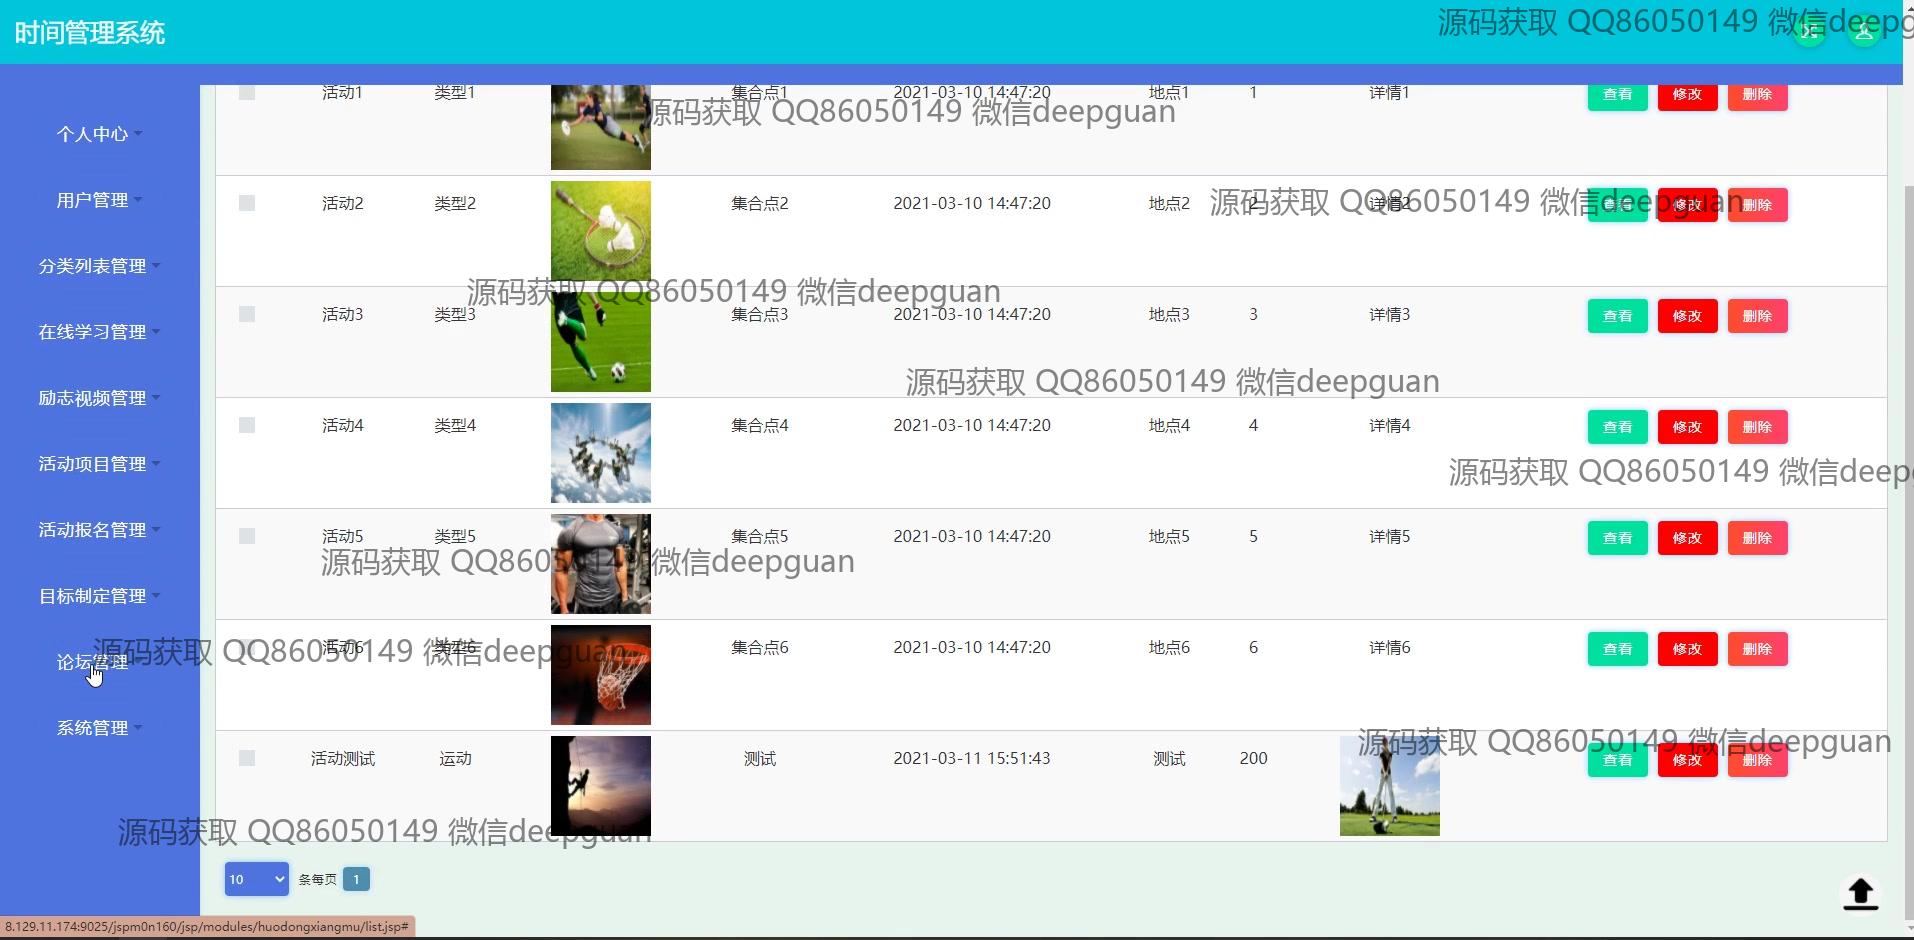 时间管理系统
源码获取 QQ86050149 微信deepg
个人中心
用户管理
分类列表管理
在线学习管理
励志视频管理
活动项目管理
活动报名管理
目标制定管理
论坛管理
系统管理
活动1 类型1 集合点1 2021-03-10 14:47:20 地点1 1 详情1 查看 修改 删除
源码获取 QQ86050149 微信deepguan
活动2 类型2 集合点2 2021-03-10 14:47:20 地点2 2 详情2 查看 修改 删除
源码获取 QQ86050149 微信deepguan
源码获取 QQ86050149 微信deepguan
活动3 类型3 集合点3 2021-03-10 14:47:20 地点3 3 详情3 查看 修改 删除
源码获取 QQ86050149 微信deepguan
活动4 类型4 集合点4 2021-03-10 14:47:20 地点4 4 详情4 查看 修改 删除
源码获取 QQ86050149 微信deepg
活动5 类型5 集合点5 2021-03-10 14:47:20 地点5 5 详情5 查看 修改 删除
源码获取 QQ86050149 微信deepguan
活动6 类型6 集合点6 2021-03-10 14:47:20 地点6 6 详情6 查看 修改 删除
源码获取 QQ86050149 微信deepguan
源码获取 QQ86050149 微信deepguan
活动测试 运动 测试 2021-03-11 15:51:43 测试 200 查看 修改 删除
源码获取 QQ86050149 微信deepguan
10 条每页 1
8.129.11.174:9025/jspm0n160/jsp/modules/huodongxiangmu/list.jsp#